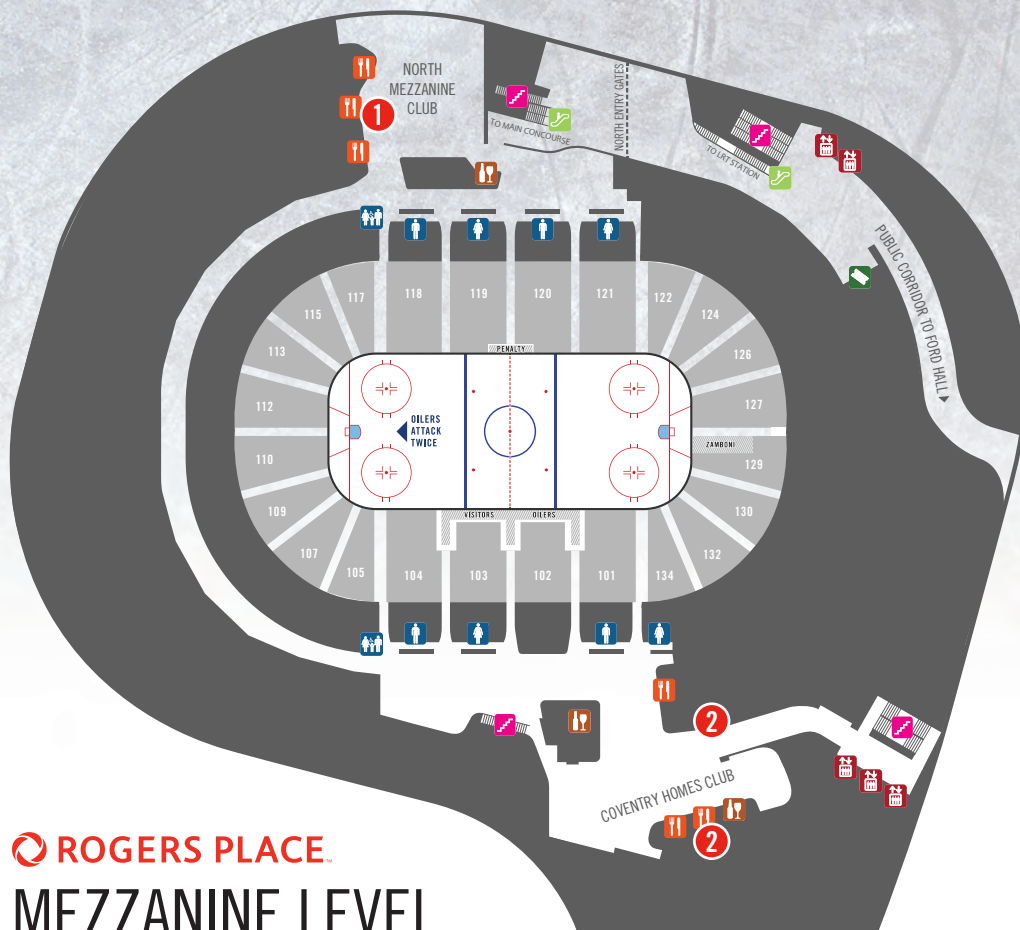 NORTH
MEZZANINE
CLUB
1
TO MAIN CONCOURSE
NORTH ENTRY GATES
TO LRT STATION
PUBLIC CORRIDOR TO FORD HALL
117
118
119
120
121
122
115
124
113
126
112
127
110
129
109
130
107
132
105
104
103
102
101
134
PENALTY
OILERS
ATTACK
TWICE
ZAMBONI
VISITORS
OILERS
2
COVENTRY HOMES CLUB
2
ROGERS PLACE
MEZZANINE LEVEL